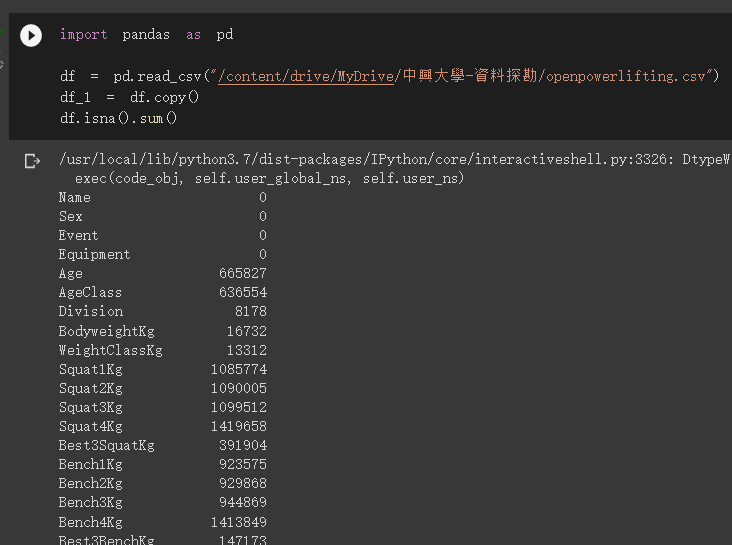 import pandas as pd
df = pd.read_csv("/content/drive/MyDrive/中興大學-資料探勘/openpowerlifting.csv")
df_1 = df.copy()
df.isna().sum()
/usr/local/lib/python3.7/dist-packages/IPython/core/interactiveshell.py:3326: DtypeW
exec(code_obj, self.user_global_ns, self.user_ns)
Name 0
Sex 0
Event 0
Equipment 0
Age 665827
AgeClass 636554
Division 8178
BodyweightKg 16732
WeightClassKg 13312
Squat1Kg 1085774
Squat2Kg 1090005
Squat3Kg 1099512
Squat4Kg 1419658
Best3SquatKg 391904
Bench1Kg 923575
Bench2Kg 929868
Bench3Kg 944869
Bench4Kg 1413849
Best3BenchKg 147173